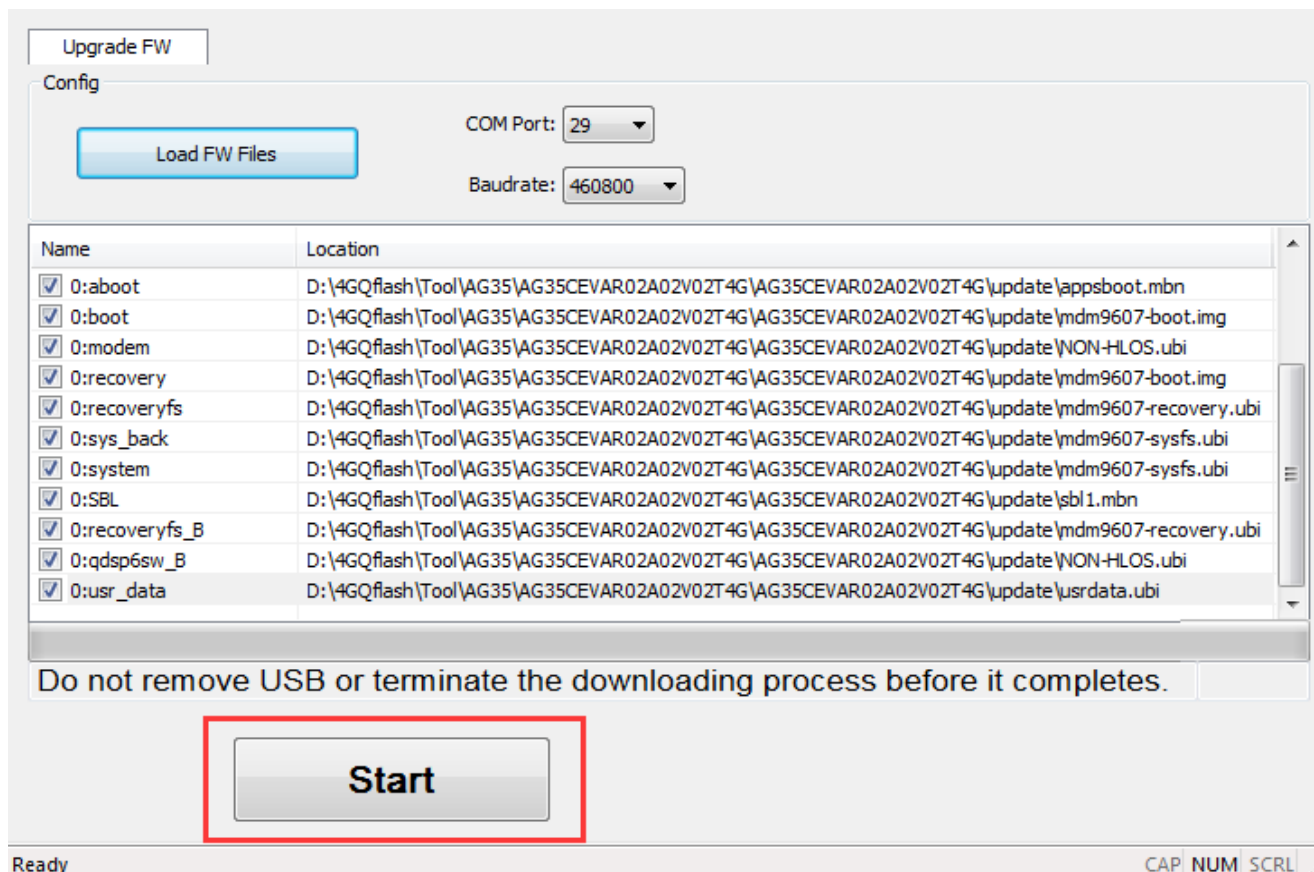 Upgrade FW
Config
Load FW Files
COM Port: 29
Baudrate: 460800
Name Location
0:aboot D:\4GQflash\Tool\AG35\AG35CEVAR02A02V02T4G\AG35CEVAR02A02V02T4G\update\appsboot.mbn
0:boot D:\4GQflash\Tool\AG35\AG35CEVAR02A02V02T4G\AG35CEVAR02A02V02T4G\update\mdm9607-boot.img
0:modem D:\4GQflash\Tool\AG35\AG35CEVAR02A02V02T4G\AG35CEVAR02A02V02T4G\update\NON-HLOS.ubi
0:recovery D:\4GQflash\Tool\AG35\AG35CEVAR02A02V02T4G\AG35CEVAR02A02V02T4G\update\mdm9607-boot.img
0:recoveryfs D:\4GQflash\Tool\AG35\AG35CEVAR02A02V02T4G\AG35CEVAR02A02V02T4G\update\mdm9607-recovery.ubi
0:sys_back D:\4GQflash\Tool\AG35\AG35CEVAR02A02V02T4G\AG35CEVAR02A02V02T4G\update\mdm9607-sysfs.ubi
0:system D:\4GQflash\Tool\AG35\AG35CEVAR02A02V02T4G\AG35CEVAR02A02V02T4G\update\mdm9607-sysfs.ubi
0:SBL D:\4GQflash\Tool\AG35\AG35CEVAR02A02V02T4G\AG35CEVAR02A02V02T4G\update\sbl1.mbn
0:recoveryfs_B D:\4GQflash\Tool\AG35\AG35CEVAR02A02V02T4G\AG35CEVAR02A02V02T4G\update\mdm9607-recovery.ubi
0:qdsp6sw_B D:\4GQflash\Tool\AG35\AG35CEVAR02A02V02T4G\AG35CEVAR02A02V02T4G\update\NON-HLOS.ubi
0:usr_data D:\4GQflash\Tool\AG35\AG35CEVAR02A02V02T4G\AG35CEVAR02A02V02T4G\update\usrdata.ubi
Do not remove USB or terminate the downloading process before it completes.
Start
Ready CAP NUM SCRL